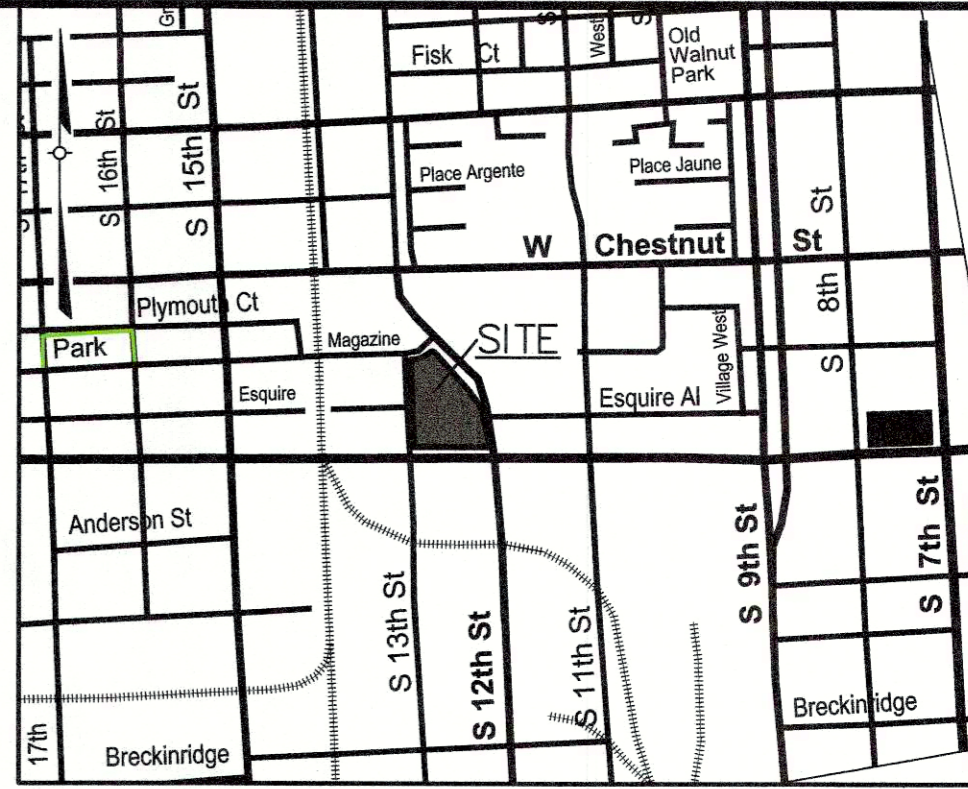 Fisk Ct
West
Old
Walnut
Park
S 16th St
S 15th St
Place Argente
Place Jaune
W Chestnut St
S 8th St
Plymouth Ct
Park
Magazine
SITE
Esquire
Esquire Al
Village West
Anderson St
S 13th St
S 12th St
S 11th St
S 9th St
S 7th St
17th
Breckinridge
Breckinridge